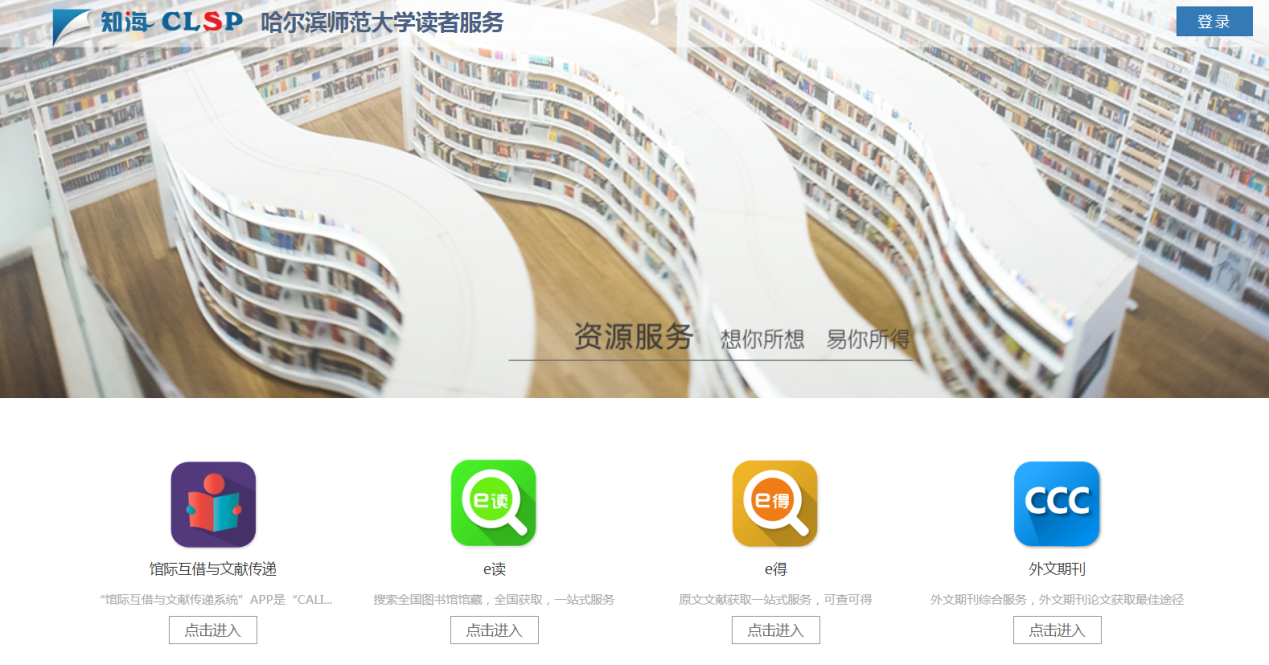 知海 CLSP 哈尔滨师范大学读者服务 登录
资源服务 想你所想 易你所得
e读 e得 CCC
馆际互借与文献传递 e读 e得 外文期刊
“馆际互借与文献传递系统”APP是“CALI... 搜索全国图书馆馆藏，全国获取，一站式服务 原文文献获取一站式服务，可查可得 外文期刊综合服务，外文期刊论文获取最佳途径
点击进入 点击进入 点击进入 点击进入